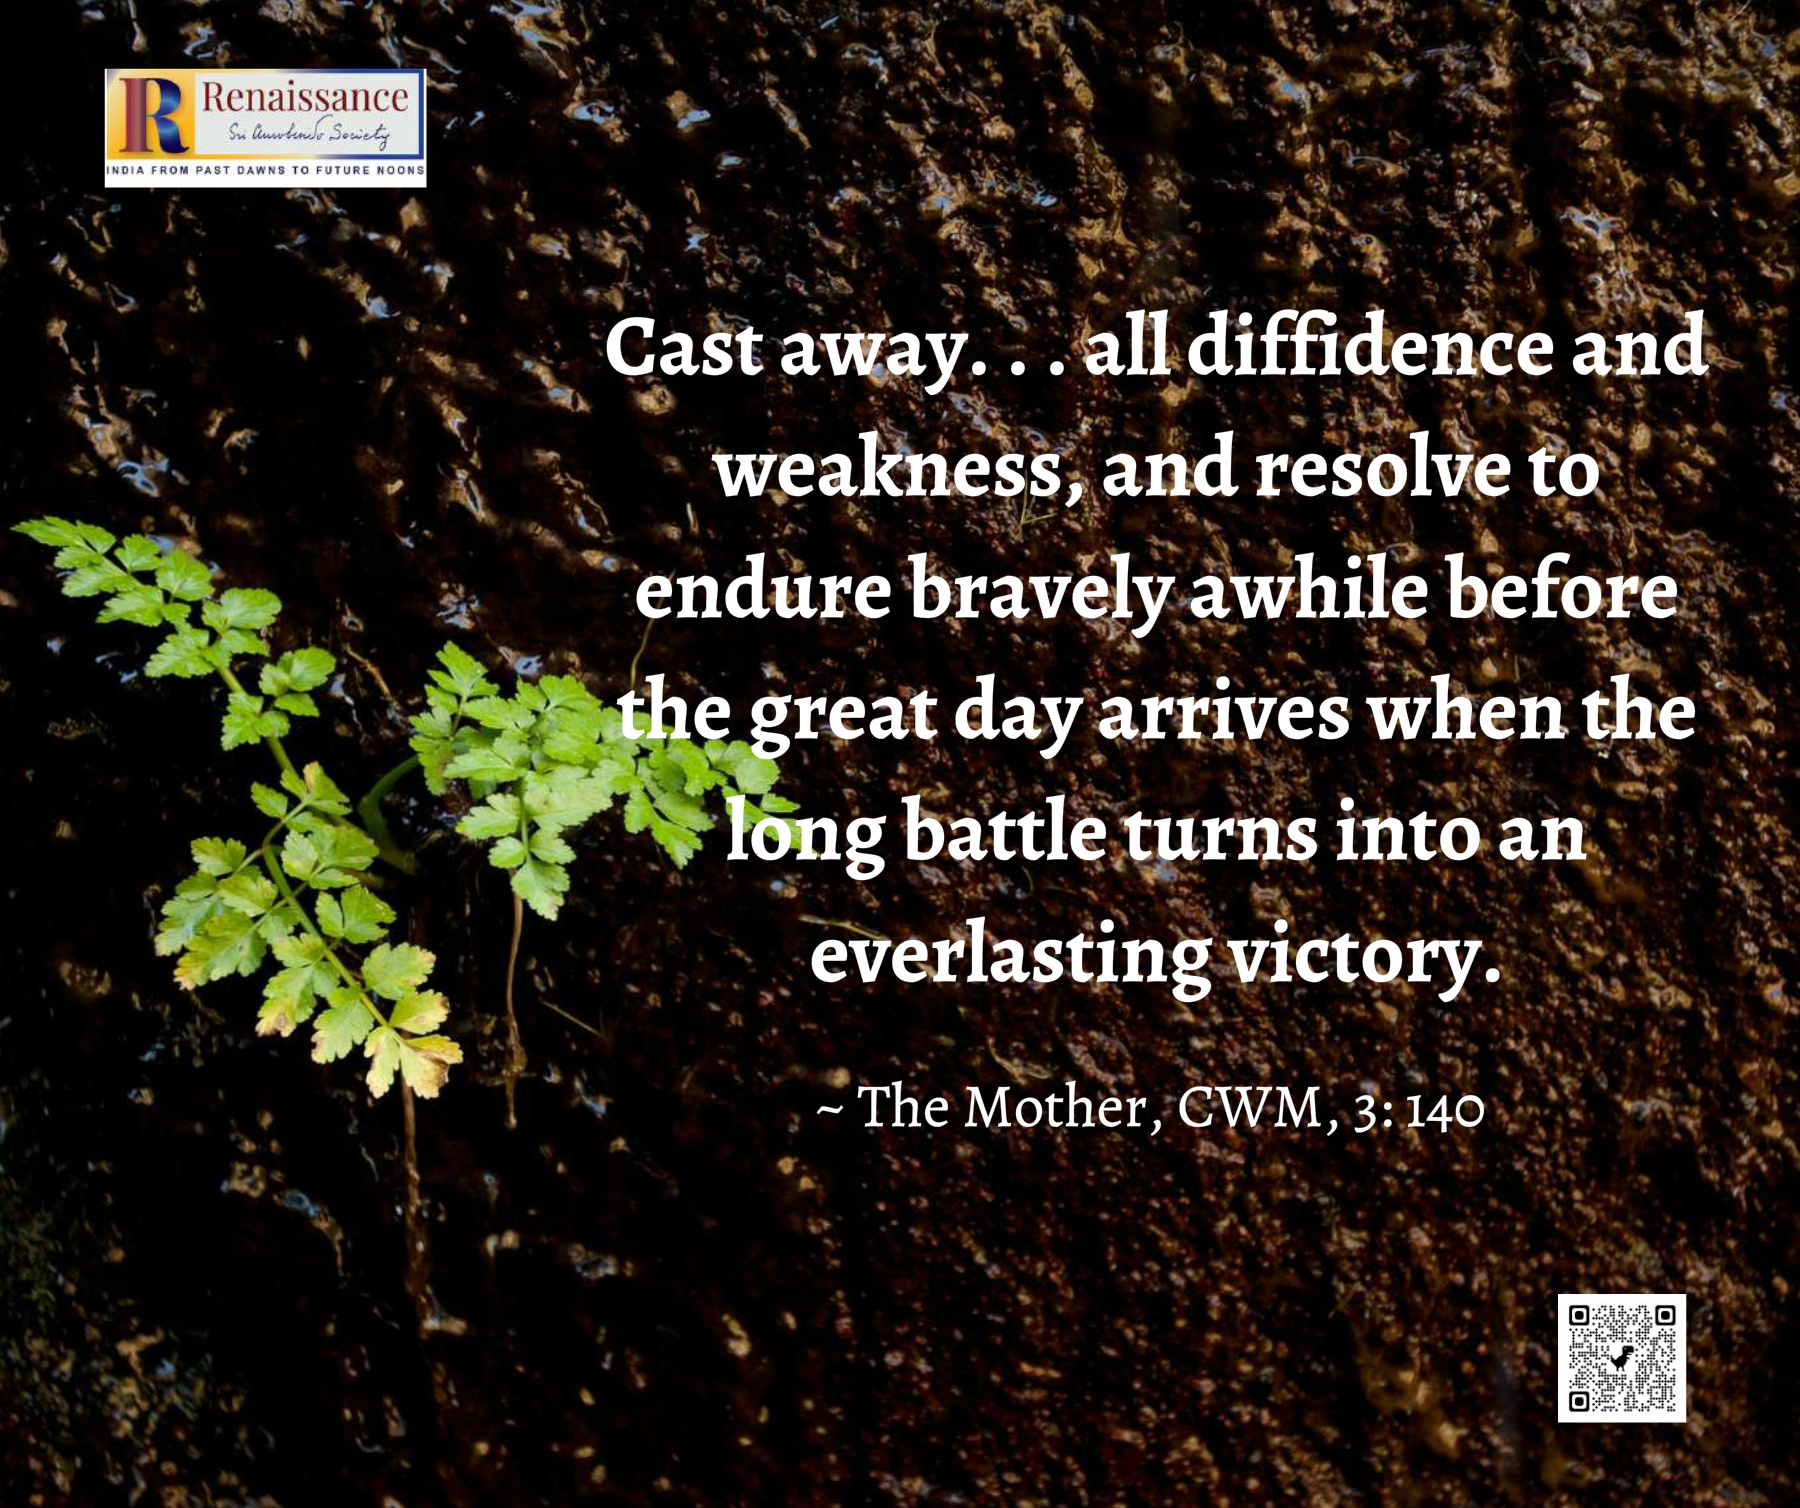 R Renaissance
Sri Aurobindo Society
INDIA FROM PAST DAWNS TO FUTURE NOONS
Cast away. . . all diffidence and
weakness, and resolve to
endure bravely awhile before
the great day arrives when the
long battle turns into an
everlasting victory.
~ The Mother, CWM, 3: 140